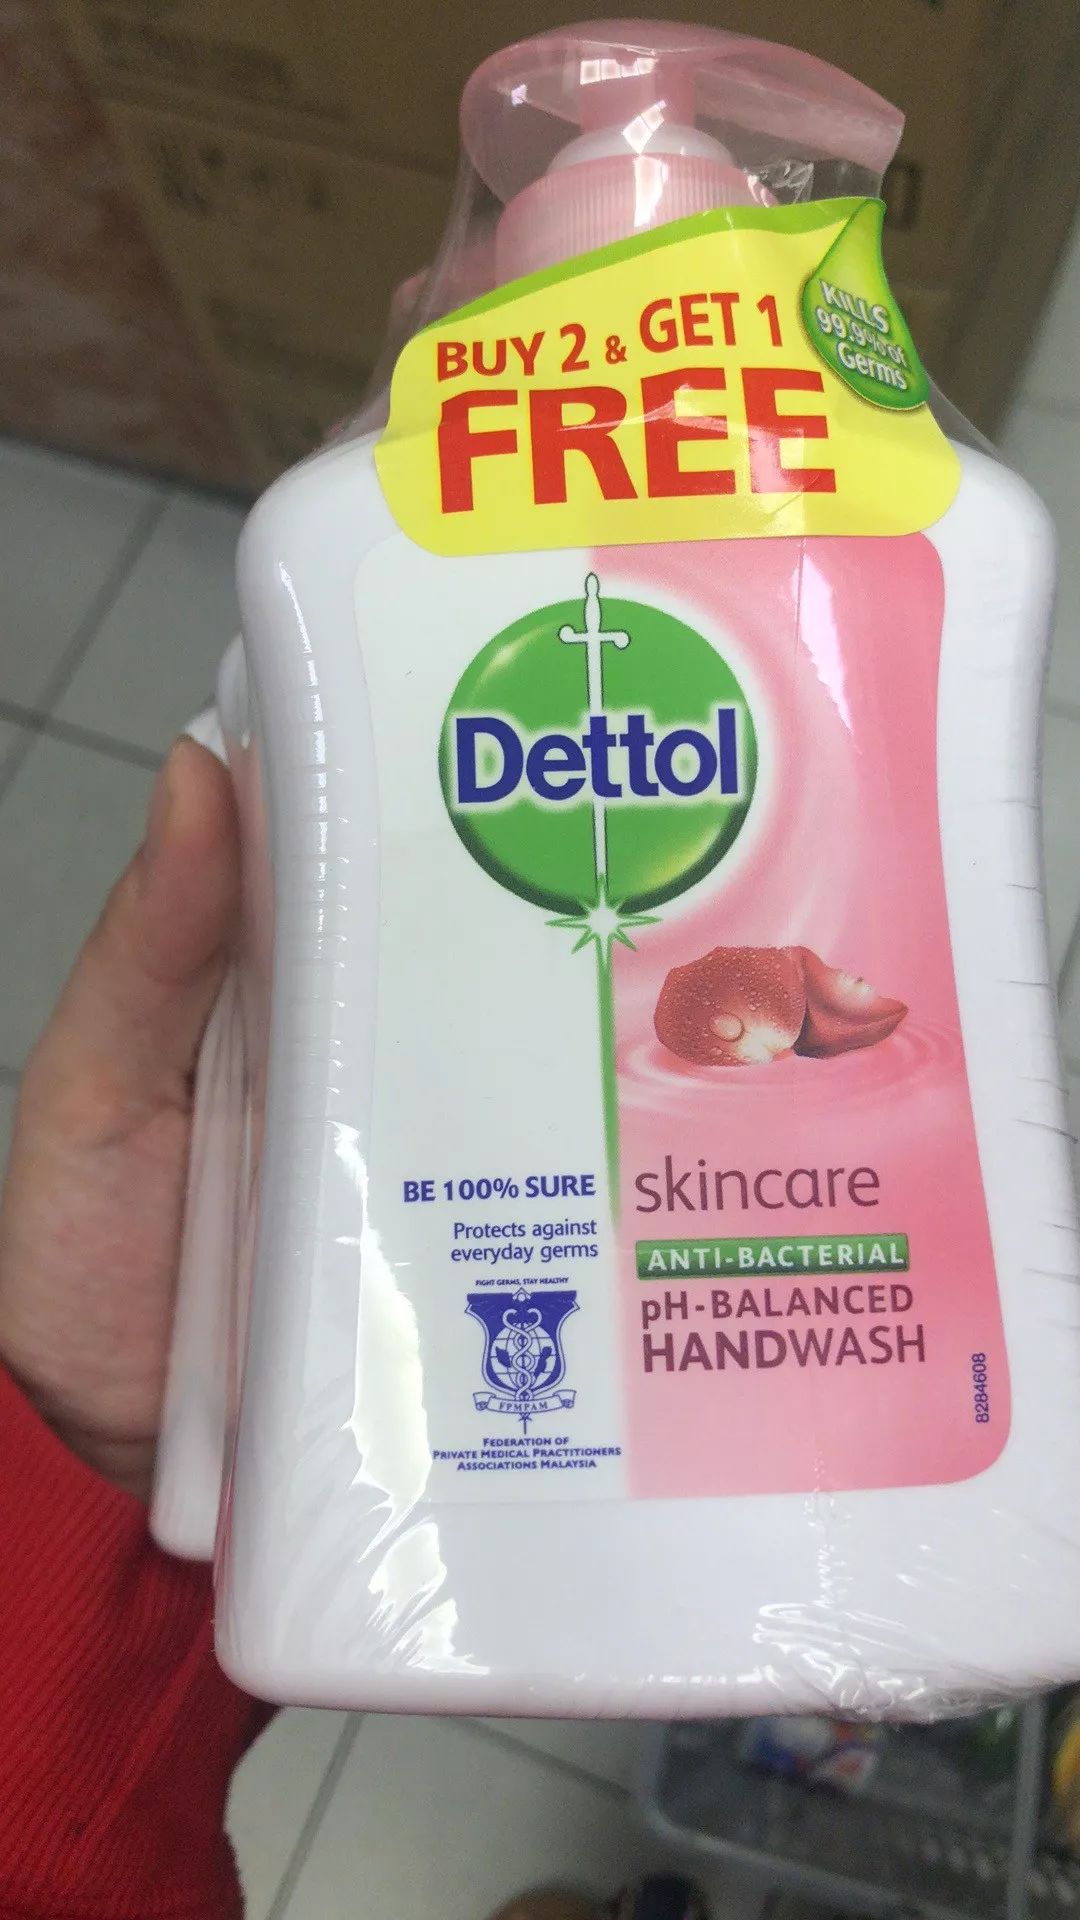 BUY 2 & GET 1
FREE
KILLS
99.9% of
Germs
Dettol
BE 100% SURE
Protects against
everyday germs
FIGHT GERMS, STAY HEALTHY
FPMPAM
FEDERATION OF
PRIVATE MEDICAL PRACTITIONERS
ASSOCIATIONS MALAYSIA
skincare
ANTI-BACTERIAL
pH-BALANCED
HANDWASH
8284608